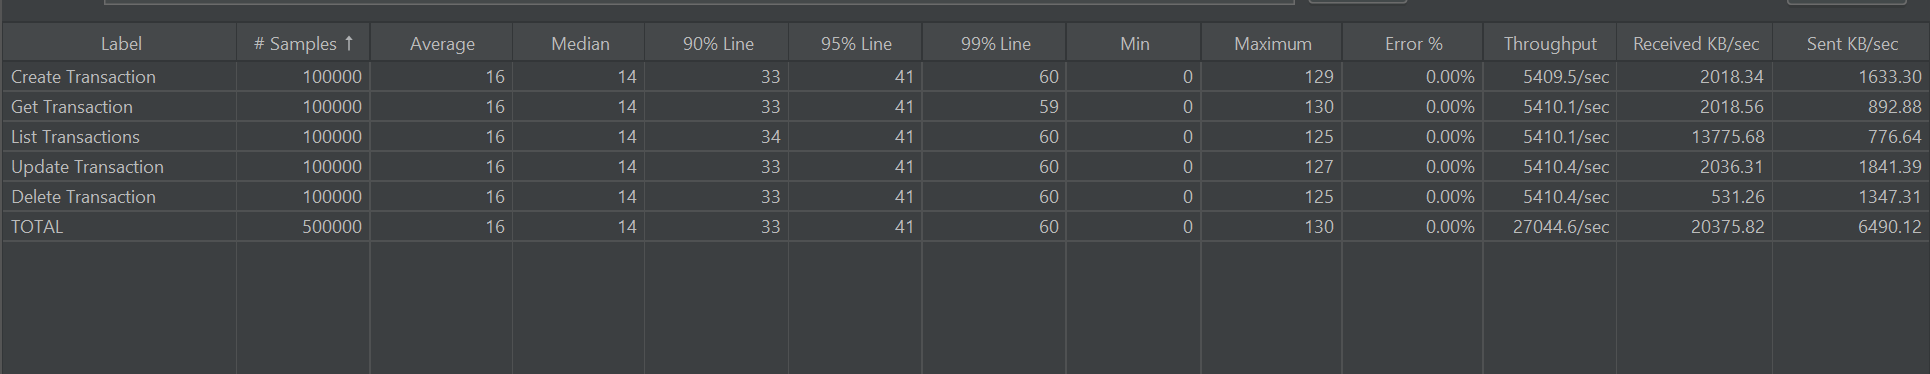 Label # Samples ↑ Average Median 90% Line 95% Line 99% Line Min Maximum Error % Throughput Received KB/sec Sent KB/sec
Create Transaction 100000 16 14 33 41 60 0 129 0.00% 5409.5/sec 2018.34 1633.30
Get Transaction 100000 16 14 33 41 59 0 130 0.00% 5410.1/sec 2018.56 892.88
List Transactions 100000 16 14 34 41 60 0 125 0.00% 5410.1/sec 13775.68 776.64
Update Transaction 100000 16 14 33 41 60 0 127 0.00% 5410.4/sec 2036.31 1841.39
Delete Transaction 100000 16 14 33 41 60 0 125 0.00% 5410.4/sec 531.26 1347.31
TOTAL 500000 16 14 33 41 60 0 130 0.00% 27044.6/sec 20375.82 6490.12